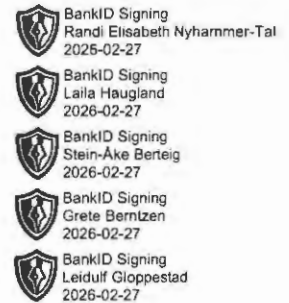 BankID Signing
Randi Elisabeth Nyhammer-Tal
2026-02-27
BankID Signing
Laila Haugland
2026-02-27
BankID Signing
Stein-Åke Berteig
2026-02-27
BankID Signing
Grete Berntzen
2026-02-27
BankID Signing
Leidulf Gloppestad
2026-02-27